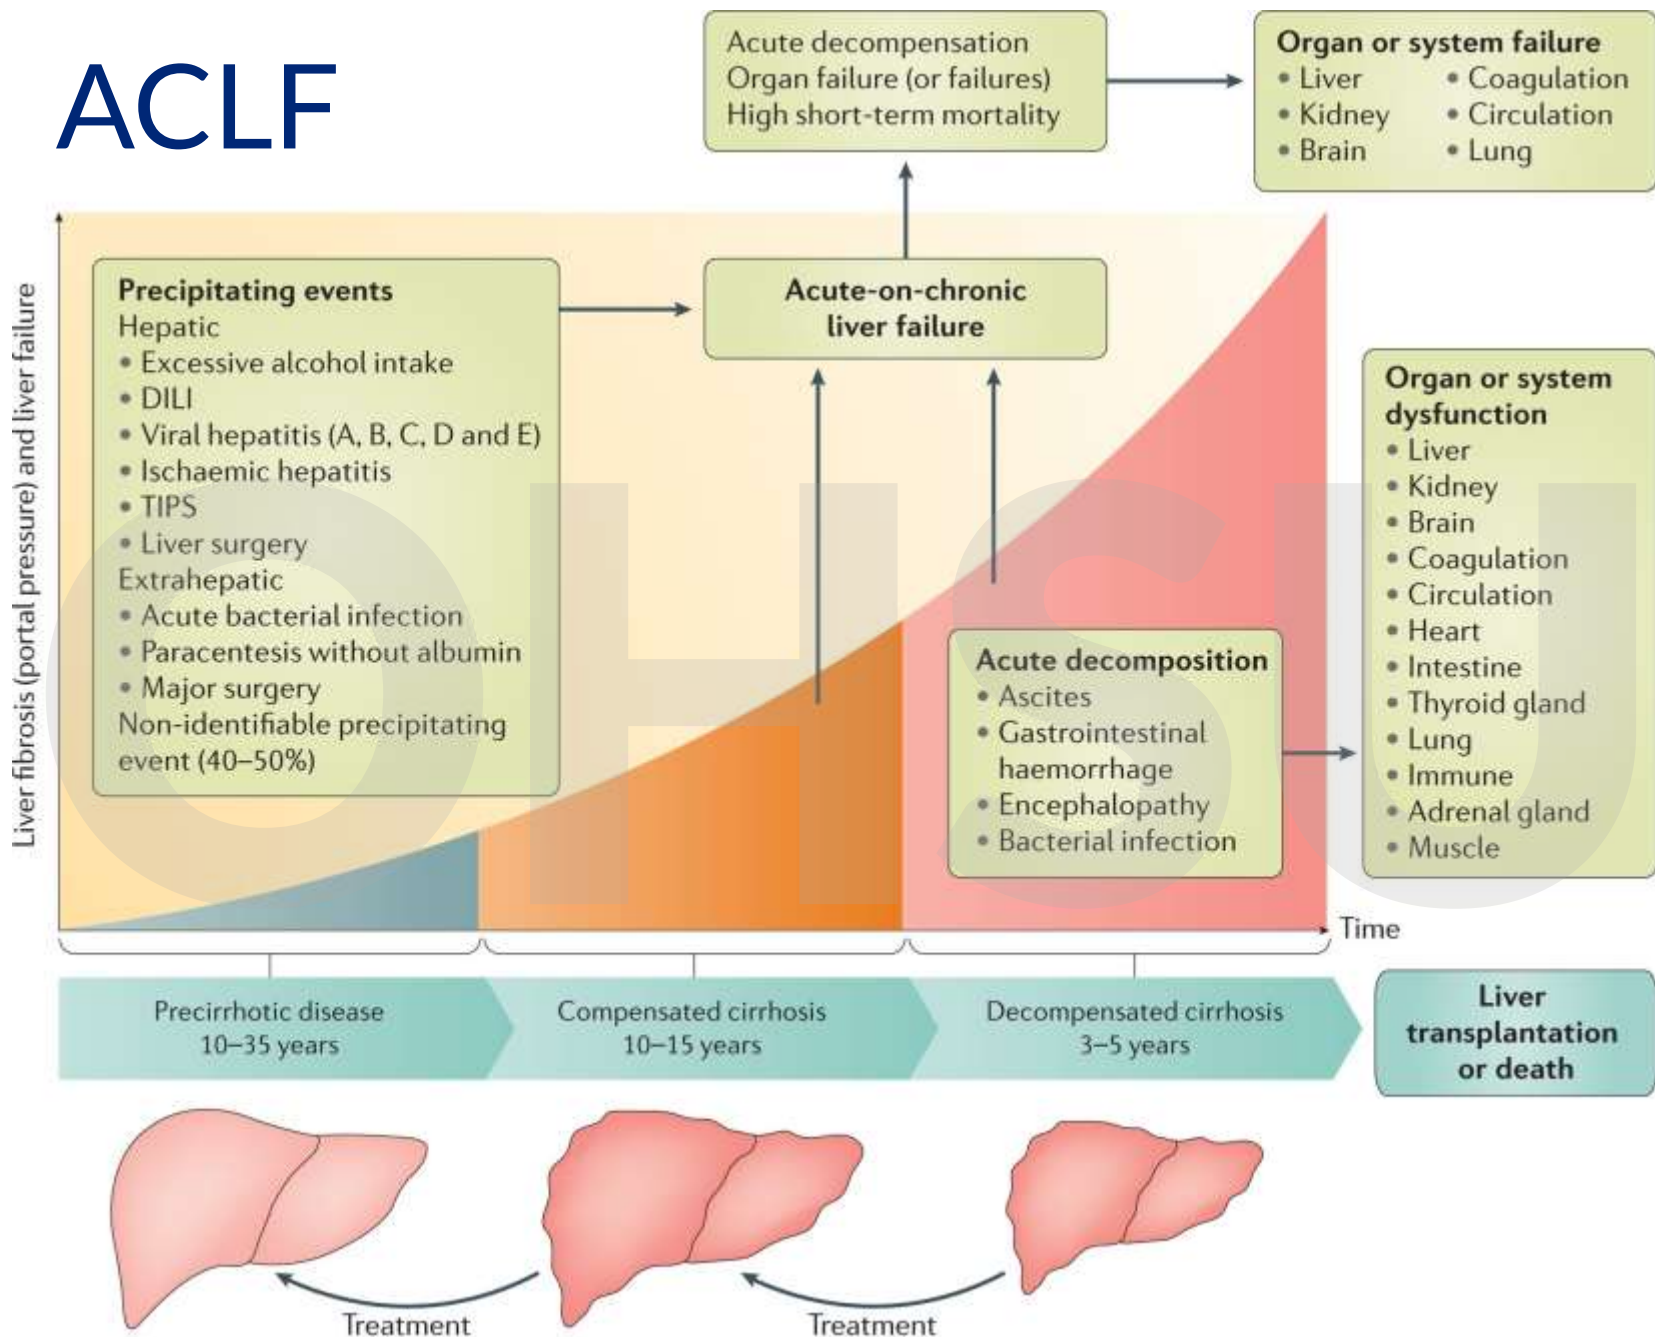 ACLF
Acute decompensation
Organ failure (or failures)
High short-term mortality
Organ or system failure
• Liver
• Kidney
• Brain
• Coagulation
• Circulation
• Lung
Liver fibrosis (portal pressure) and liver failure
Precipitating events
Hepatic
• Excessive alcohol intake
• DILI
• Viral hepatitis (A, B, C, D and E)
• Ischaemic hepatitis
• TIPS
• Liver surgery
Extrahepatic
• Acute bacterial infection
• Paracentesis without albumin
• Major surgery
Non-identifiable precipitating
event (40–50%)
Acute-on-chronic
liver failure
Acute decomposition
• Ascites
• Gastrointestinal
haemorrhage
• Encephalopathy
• Bacterial infection
Organ or system
dysfunction
• Liver
• Kidney
• Brain
• Coagulation
• Circulation
• Heart
• Intestine
• Thyroid gland
• Lung
• Immune
• Adrenal gland
• Muscle
OHSU
Time
Precirrhotic disease
10–35 years
Compensated cirrhosis
10–15 years
Decompensated cirrhosis
3–5 years
Liver
transplantation
or death
Treatment
Treatment